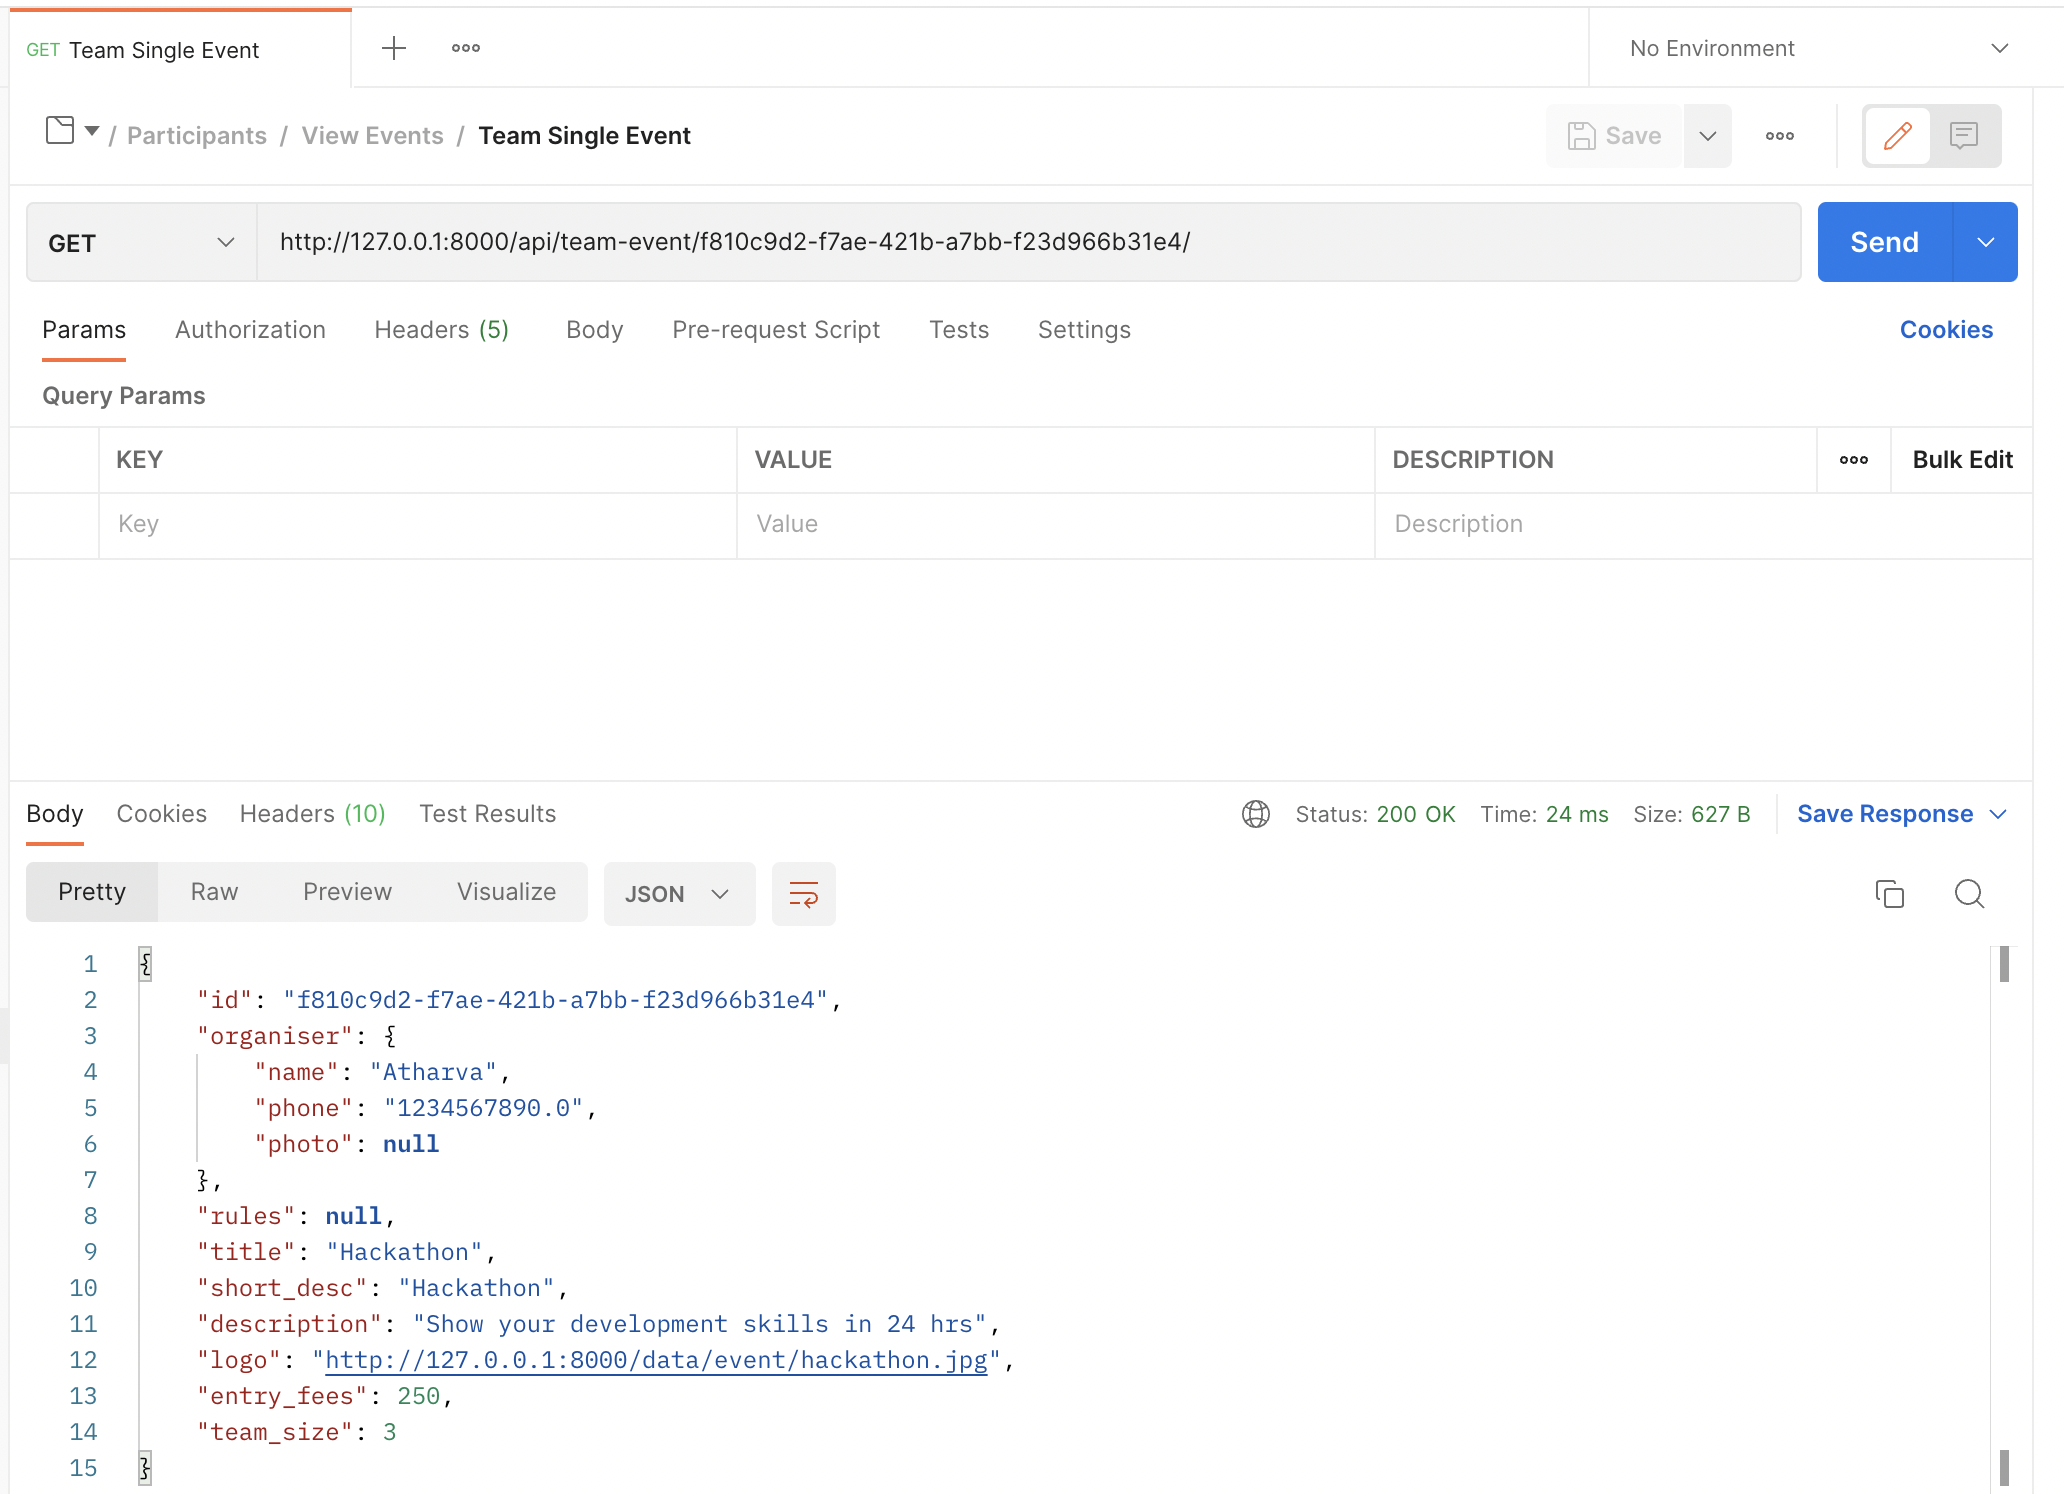 GET Team Single Event
No Environment
/ Participants / View Events / Team Single Event
Save
GET http://127.0.0.1:8000/api/team-event/f810c9d2-f7ae-421b-a7bb-f23d966b31e4/ Send
Params Authorization Headers (5) Body Pre-request Script Tests Settings Cookies
Query Params
KEY VALUE DESCRIPTION Bulk Edit
Key Value Description
Body Cookies Headers (10) Test Results Status: 200 OK Time: 24 ms Size: 627 B Save Response
Pretty Raw Preview Visualize JSON
1 {
2 "id": "f810c9d2-f7ae-421b-a7bb-f23d966b31e4",
3 "organiser": {
4 "name": "Atharva",
5 "phone": "1234567890.0",
6 "photo": null
7 },
8 "rules": null,
9 "title": "Hackathon",
10 "short_desc": "Hackathon",
11 "description": "Show your development skills in 24 hrs",
12 "logo": "http://127.0.0.1:8000/data/event/hackathon.jpg",
13 "entry_fees": 250,
14 "team_size": 3
15 }